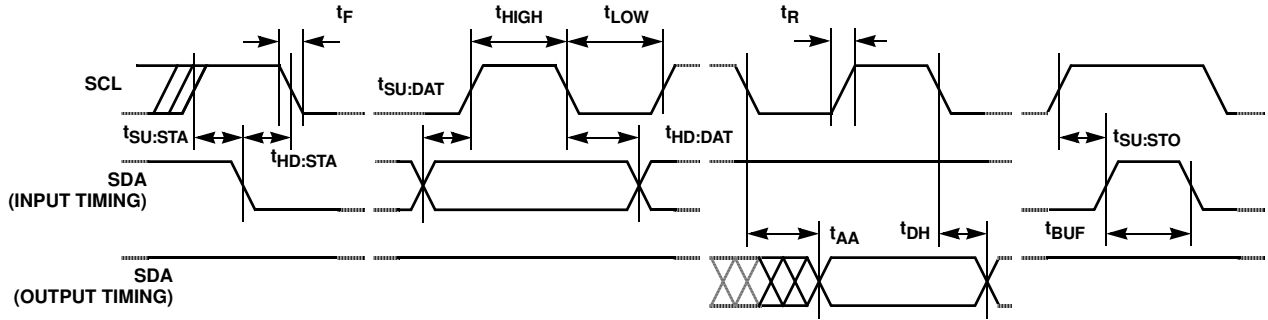 tF
tHIGH
tLOW
tR
SCL
tSU:DAT
tSU:STA
tHD:STA
tHD:DAT
tSU:STO
SDA
(INPUT TIMING)
tAA
tDH
tBUF
SDA
(OUTPUT TIMING)